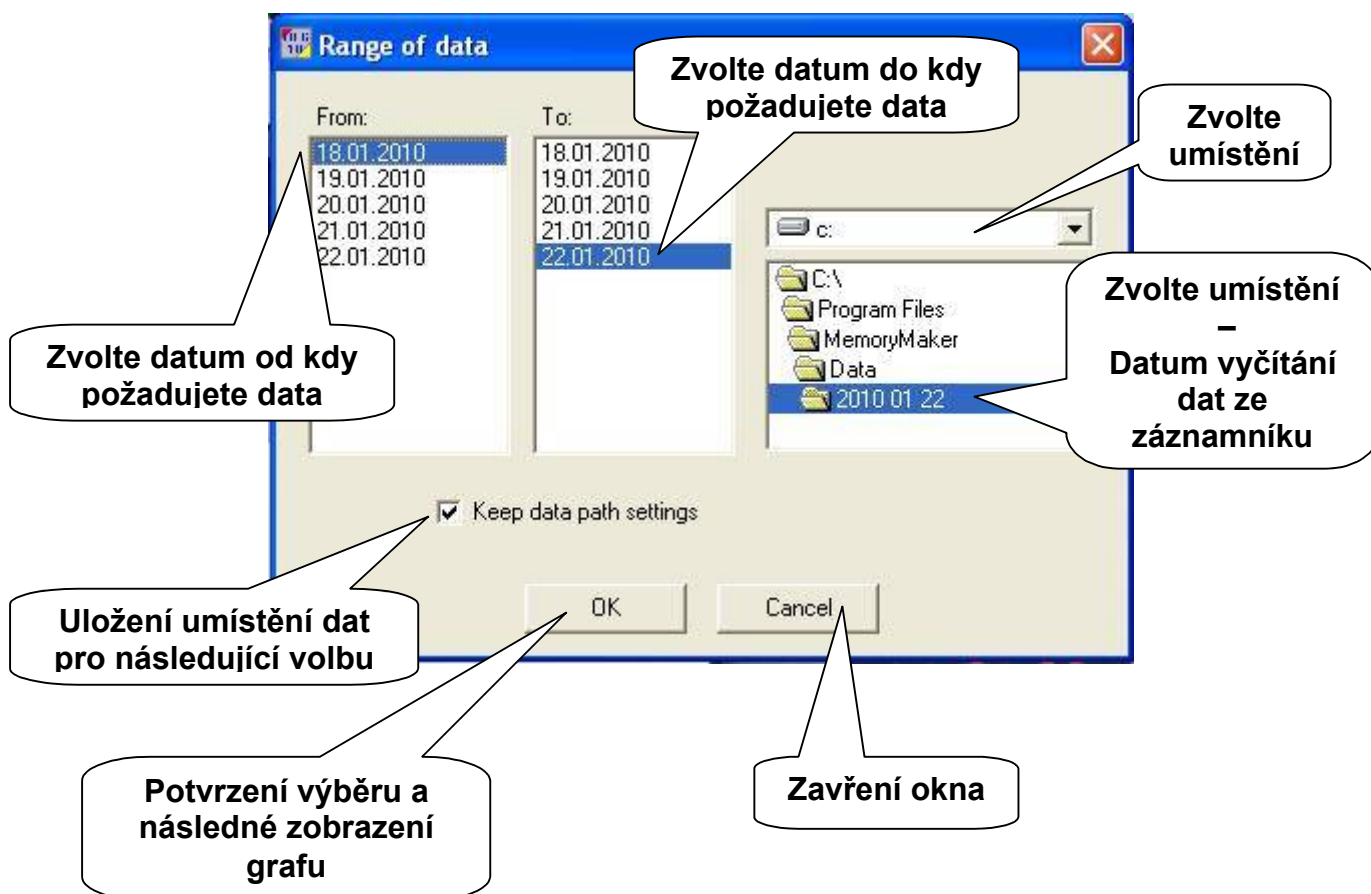 Range of data
Zvolte datum do kdy
požadujete data
Zvolte
umístění
From:
To:
18.01.2010
19.01.2010
20.01.2010
21.01.2010
22.01.2010
18.01.2010
19.01.2010
20.01.2010
21.01.2010
22.01.2010
c:
C:\
Program Files
MemoryMaker
Data
2010 01 22
Zvolte umístění
–
Datum vyčítání
dat ze
záznamníku
Zvolte datum od kdy
požadujete data
Keep data path settings
Uložení umístění dat
pro následující volbu
OK
Cancel
Potvrzení výběru a
následné zobrazení
grafu
Zavření okna